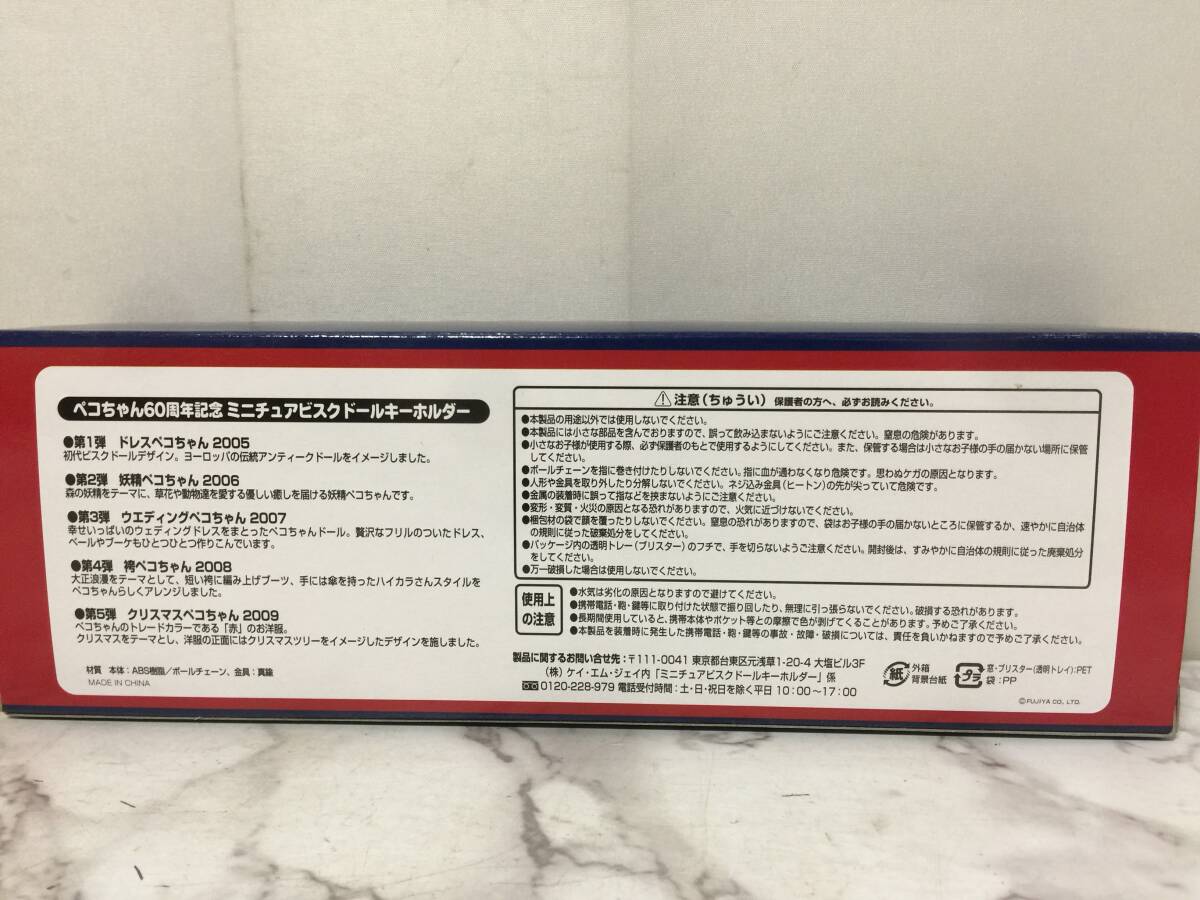 ペコちゃん60周年記念 ミニチュアビスクドールキーホルダー
●第1弾 ドレスペコちゃん 2005
初代ビスクドールデザイン。ヨーロッパの伝統アンティークドールをイメージしました。
●第2弾 妖精ペコちゃん 2006
森の妖精をテーマに、草花や動物達を愛する優しい癒しを届ける妖精ペコちゃんです。
●第3弾 ウエディングペコちゃん 2007
幸せいっぱいのウェディングドレスをまとったペコちゃんドール。贅沢なフリルのついたドレス、
ベールやブーケもひとつひとつ作りこんでいます。
●第4弾 袴ペコちゃん 2008
大正浪漫をテーマとして、短い袴に編み上げブーツ、手には傘を持ったハイカラさんスタイルを
ペコちゃんらしくアレンジしました。
●第5弾 クリスマスペコちゃん 2009
ペコちゃんのトレードカラーである「赤」のお洋服。
クリスマスをテーマとし、洋服の正面にはクリスマスツリーをイメージしたデザインを施しました。
材質 本体:ABS樹脂/ボールチェーン、金具:真鍮
MADE IN CHINA
⚠注意(ちゅうい) 保護者の方へ、必ずお読みください。
●本製品の用途以外では使用しないでください。
●本製品には小さな部品を含んでおりますので、誤って飲み込まないようにご注意ください。窒息の危険があります。
●小さなお子様が使用する際、必ず保護者のもとで使用するようにしてください。また、保管する場合は小さなお子様の手の届かない場所に保管
してください。
●ボールチェーンを指に巻き付けたりしないでください。指に血が通わなくなり危険です。思わぬケガの原因となります。
●人形や金具を取り外したり分解しないでください。ネジ込み金具(ヒートン)の先が尖っていて危険です。
●金属の装着時に誤って指などを挟まないようにご注意ください。
●変形・変質・火災の原因となる恐れがありますので、火気に近づけないでください。
●梱包材の袋で顔を覆ったりしないでください。窒息の恐れがありますので、袋はお子様の手の届かないところに保管するか、速やかに自治体
の規則に従った破棄処分をしてください。
●パッケージ内の透明トレー(ブリスター)のフチで、手を切らないようご注意ください。開封後は、すみやかに自治体の規則に従った廃棄処分
をしてください。
●万一破損した場合は使用しないでください。
使用上
の注意
●水気は劣化の原因となりますので避けてください。
●携帯電話・鞄・鍵等に取り付けた状態で振り回したり、無理に引っ張らないでください。破損する恐れがあります。
●長期間使用していると、携帯本体やポケット等との摩擦で色が剥げてくることがあります。予めご了承ください。
●本製品を装着時に発生した携帯電話・鞄・鍵等の事故・故障・破損については、責任を負いかねますので予めご了承ください。
製品に関するお問い合せ先:〒111-0041 東京都台東区元浅草1-20-4 大塩ビル3F
(株)ケイ・エム・ジェイ内「ミニチュアビスクドールキーホルダー」係
0120-228-979 電話受付時間:土・日・祝日を除く平日 10:00〜17:00
紙 外箱
背景台紙
プラ 窓・ブリスター(透明トレイ):PET
袋:PP
©FUJIYA CO., LTD.